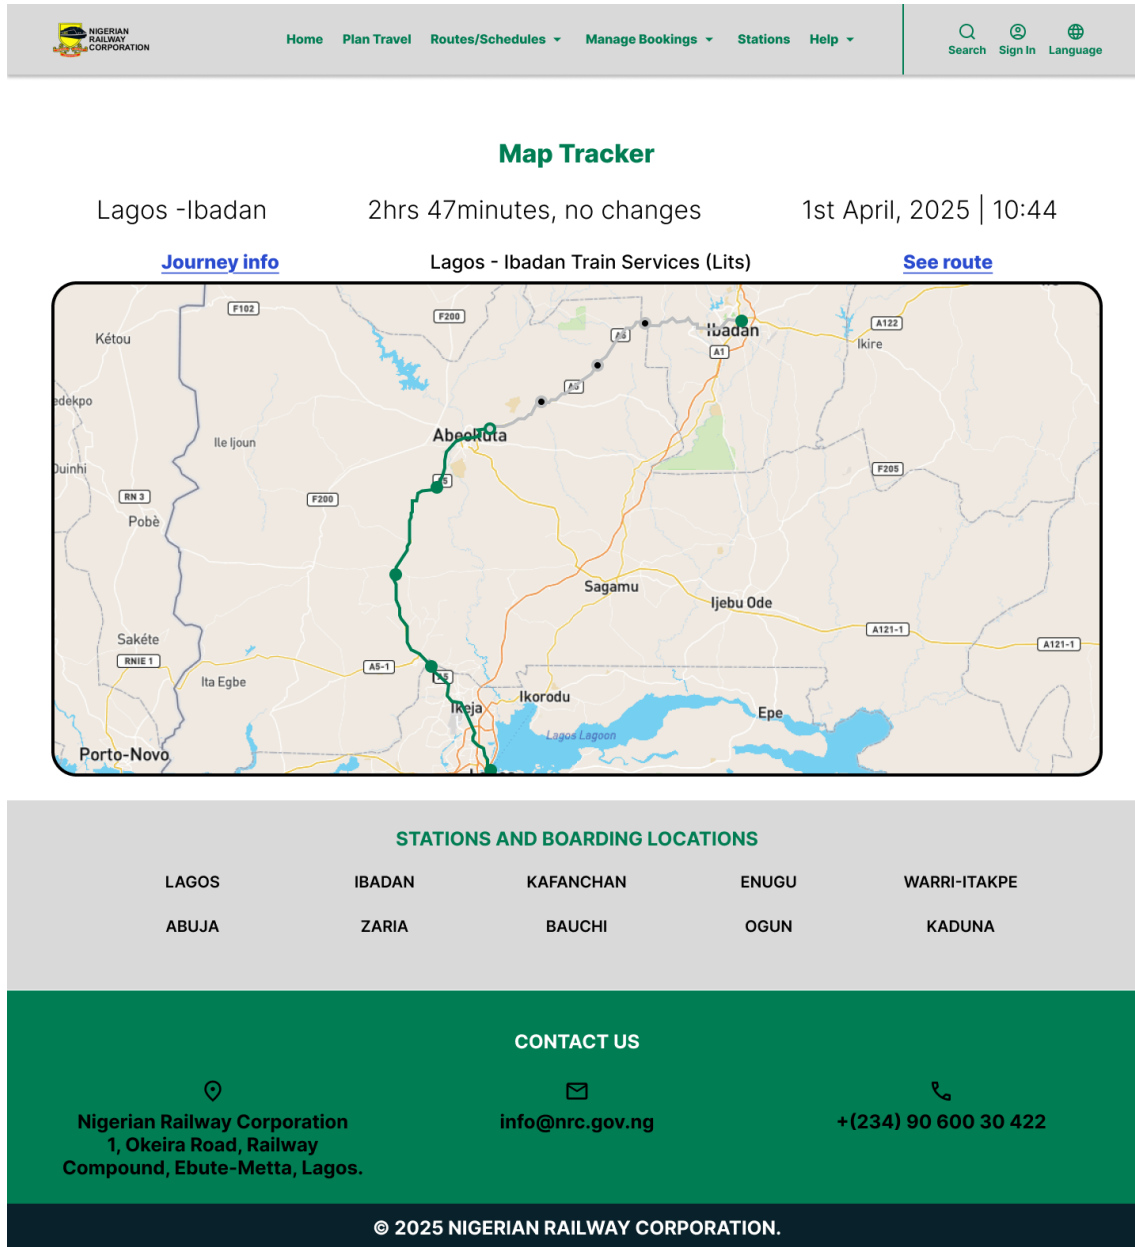 NIGERIAN
RAILWAY
CORPORATION
Home Plan Travel Routes/Schedules Manage Bookings Stations Help
Search Sign In Language
Map Tracker
Lagos -Ibadan 2hrs 47minutes, no changes 1st April, 2025 | 10:44
Journey info Lagos - Ibadan Train Services (Lits) See route
F102
F200
A122
Kétou
A5
Ibadan
Ikire
A1
A5
edekpo
Abeokuta
Ile Ijoun
Ouinhi
F205
A5
RN 3
F200
Pobè
Sagamu
Ijebu Ode
A121-1
Sakéte
A121-1
RNIE 1
A5-1
A5
Ita Egbe
Ikorodu
Ikeja
Epe
Lagos Lagoon
Porto-Novo
STATIONS AND BOARDING LOCATIONS
LAGOS IBADAN KAFANCHAN ENUGU WARRI-ITAKPE
ABUJA ZARIA BAUCHI OGUN KADUNA
CONTACT US
Nigerian Railway Corporation
1, Okeira Road, Railway
Compound, Ebute-Metta, Lagos.
info@nrc.gov.ng
+(234) 90 600 30 422
© 2025 NIGERIAN RAILWAY CORPORATION.